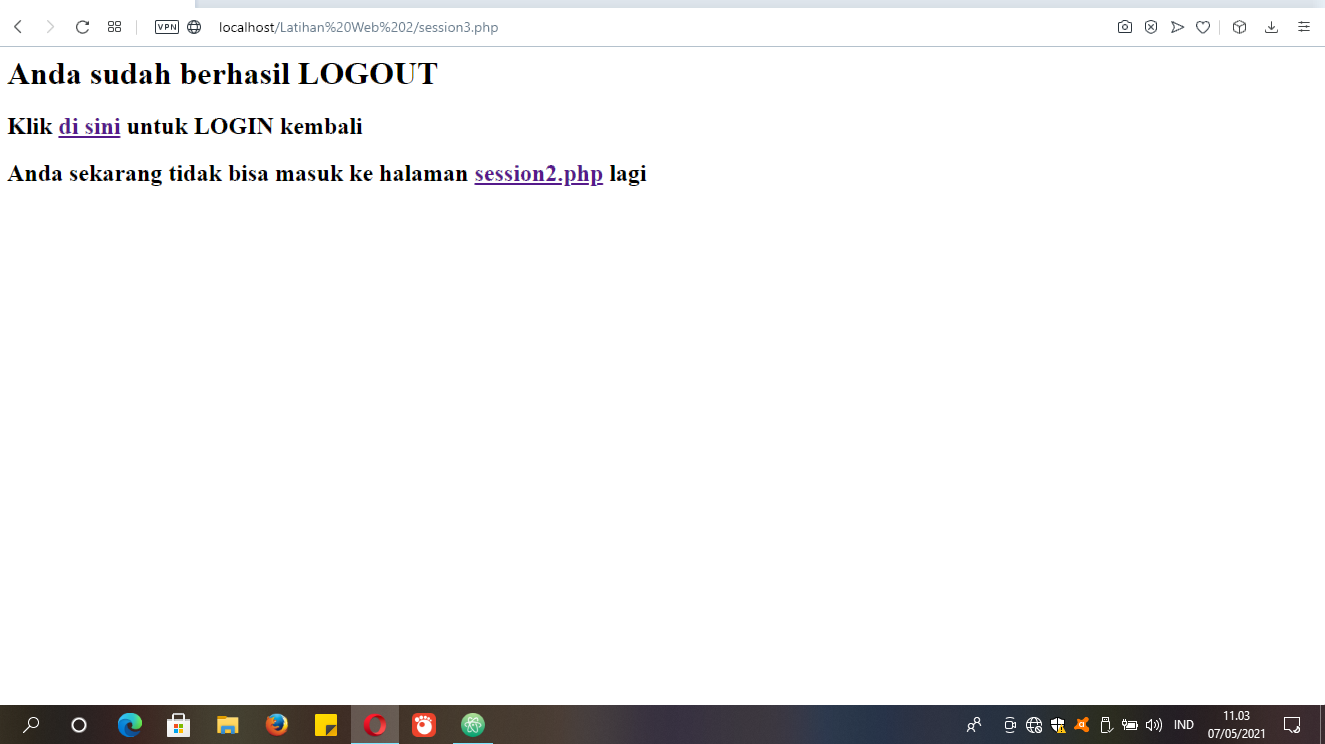 VPN
localhost/Latihan%20Web%202/session3.php
Anda sudah berhasil LOGOUT
Klik di sini untuk LOGIN kembali
Anda sekarang tidak bisa masuk ke halaman session2.php lagi
IND
11.03
07/05/2021